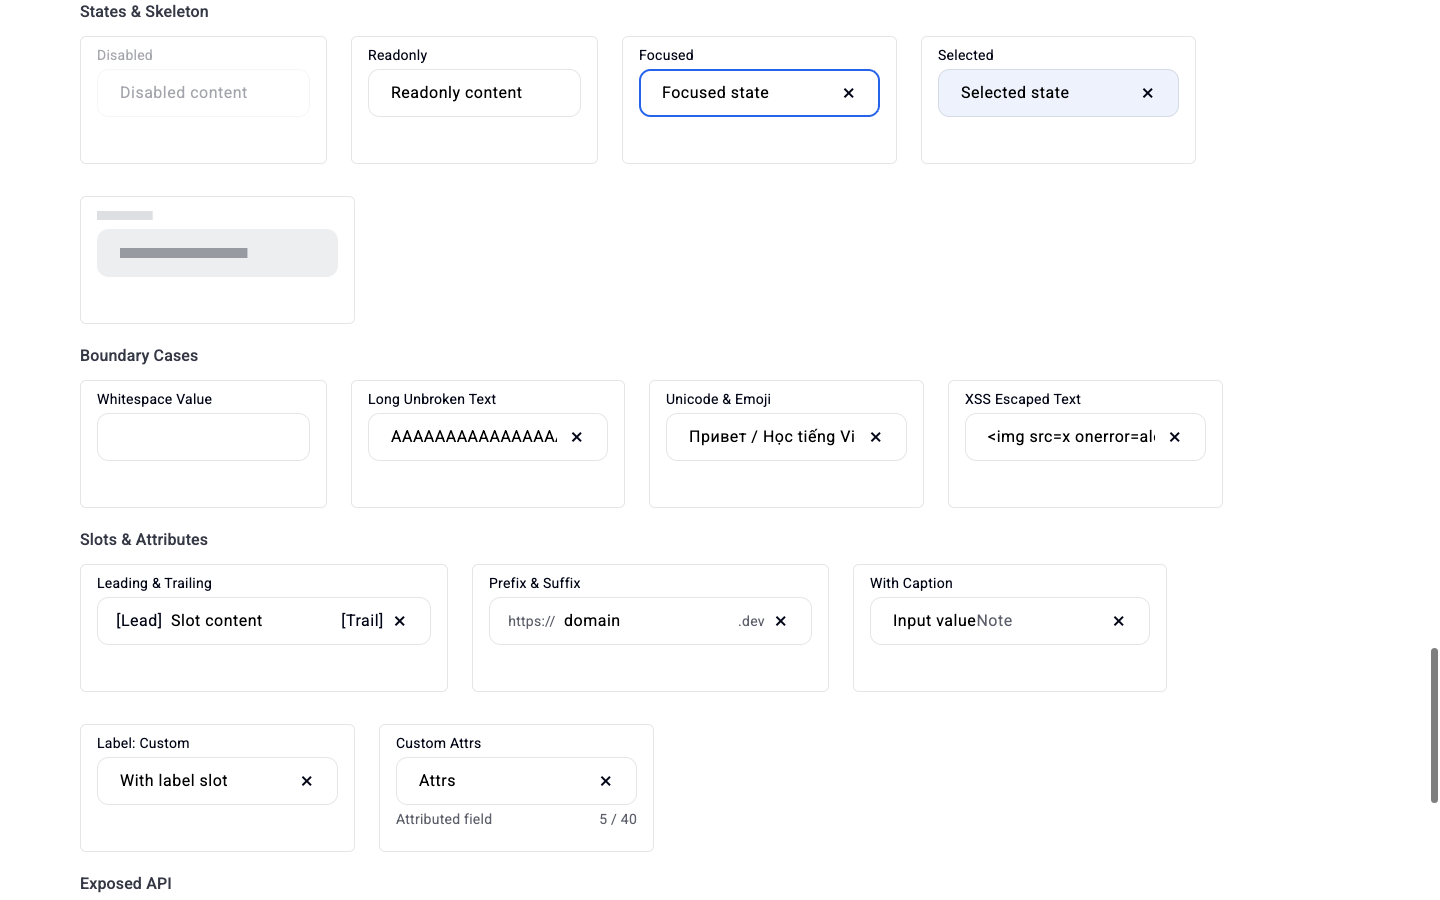 States & Skeleton
Disabled
Disabled content
Readonly
Readonly content
Focused
Focused state ×
Selected
Selected state ×
Boundary Cases
Whitespace Value
Long Unbroken Text
AAAAAAAAAAAAAAA ×
Unicode & Emoji
Привет / Học tiếng Vi ×
XSS Escaped Text
<img src=x onerror=al ×
Slots & Attributes
Leading & Trailing
[Lead] Slot content [Trail] ×
Prefix & Suffix
https:// domain .dev ×
With Caption
Input valueNote ×
Label: Custom
With label slot ×
Custom Attrs
Attrs ×
Attributed field 5 / 40
Exposed API